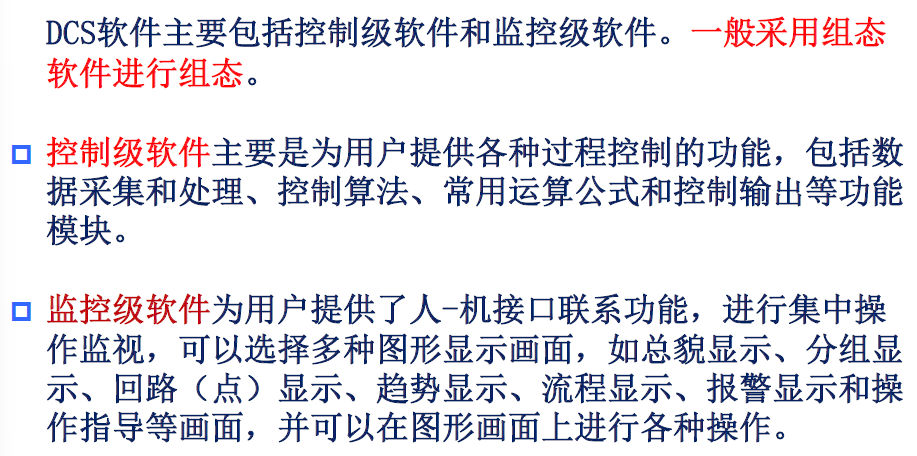 DCS软件主要包括控制级软件和监控级软件。一般采用组态
软件进行组态。
控制级软件主要是为用户提供各种过程控制的功能，包括数
据采集和处理、控制算法、常用运算公式和控制输出等功能
模块。
监控级软件为用户提供了人-机接口联系功能，进行集中操
作监视，可以选择多种图形显示画面，如总貌显示、分组显
示、回路（点）显示、趋势显示、流程显示、报警显示和操
作指导等画面，并可以在图形画面上进行各种操作。